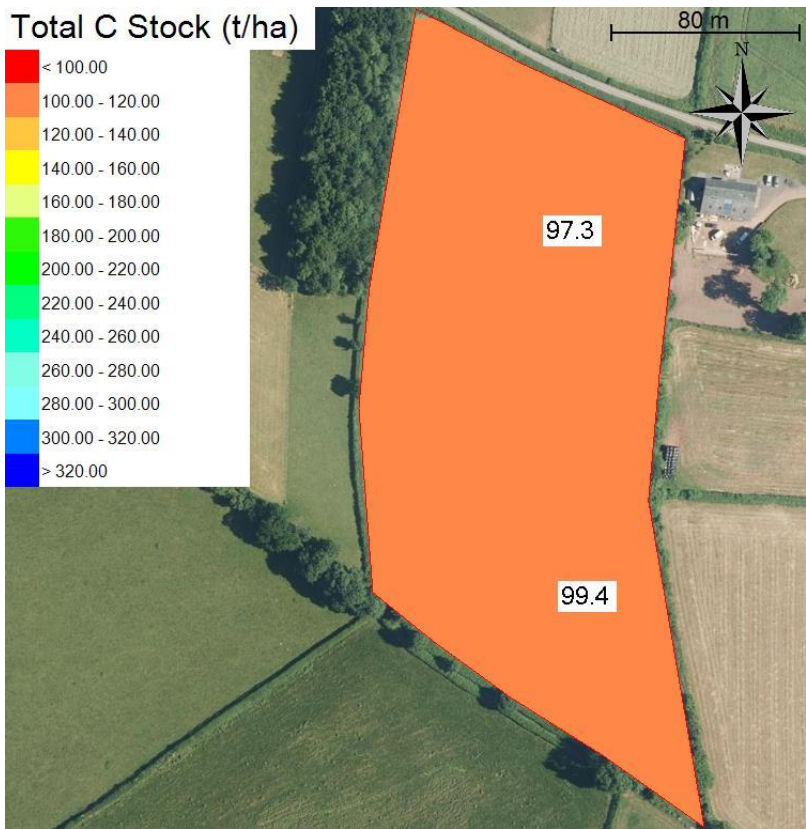 Total C Stock (t/ha)
< 100.00
100.00 - 120.00
120.00 - 140.00
140.00 - 160.00
160.00 - 180.00
180.00 - 200.00
200.00 - 220.00
220.00 - 240.00
240.00 - 260.00
260.00 - 280.00
280.00 - 300.00
300.00 - 320.00
> 320.00
80 m
N
97.3
99.4